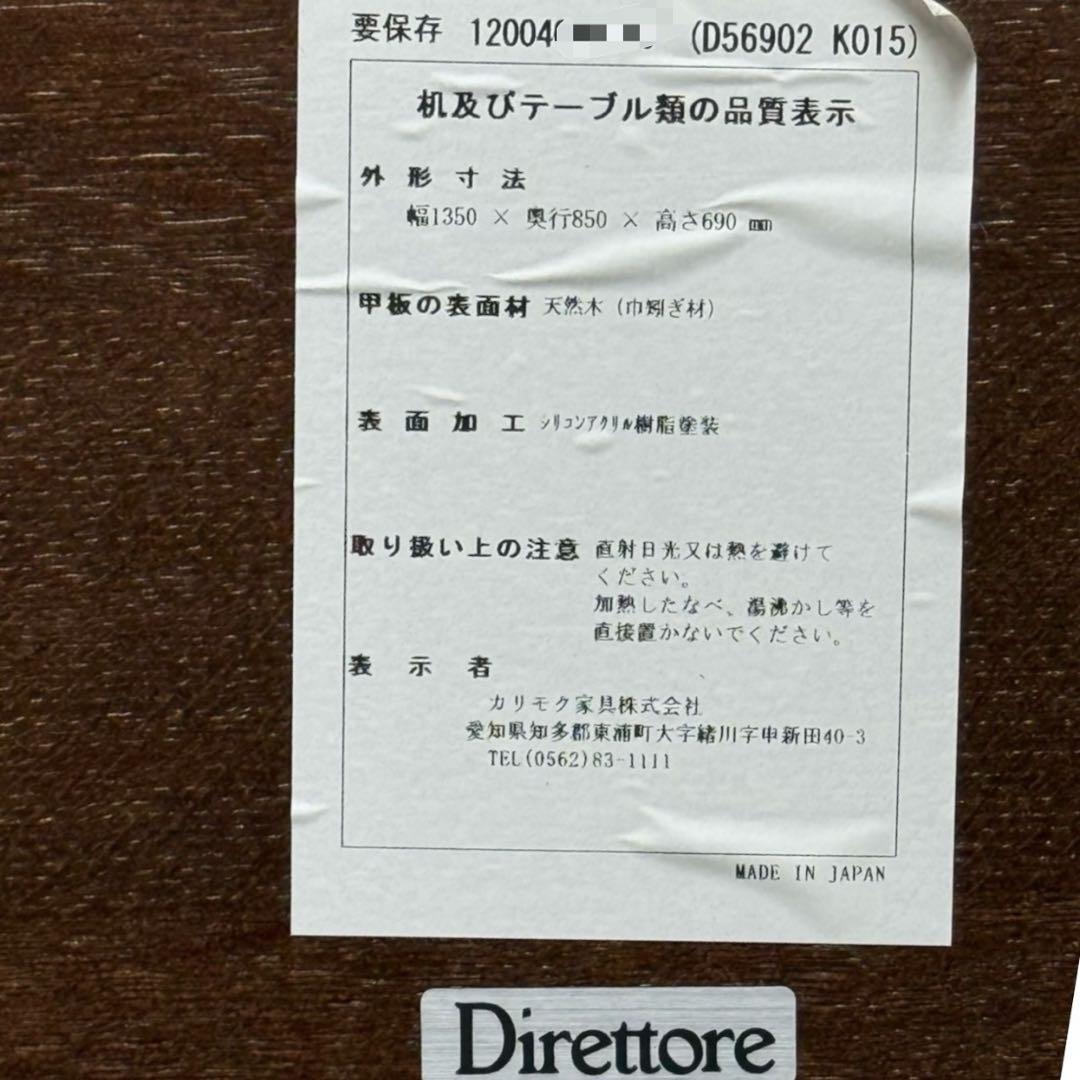 要保存 12004 (D56902 K015)
机及びテーブル類の品質表示
外形寸法
幅1350 × 奥行850 × 高さ690 mm
甲板の表面材 天然木 (巾矧ぎ材)
表面加工 シリコンアクリル樹脂塗装
取り扱い上の注意 直射日光又は熱を避けて
ください。
加熱したなべ、湯沸かし等を
直接置かないでください。
表示者
カリモク家具株式会社
愛知県知多郡東浦町大字緒川字申新田40-3
TEL(0562)83-1111
MADE IN JAPAN
Direttore